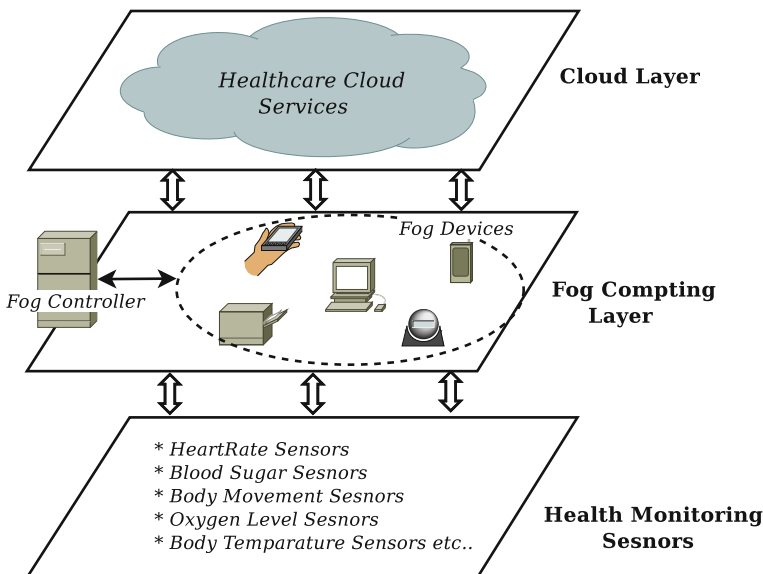 Healthcare Cloud
Services
Cloud Layer
Fog Devices
Fog Controller
Fog Compting
Layer
* HeartRate Sensors
* Blood Sugar Sesnors
* Body Movement Sesnors
* Oxygen Level Sesnors
* Body Temparature Sensors etc..
Health Monitoring
Sesnors